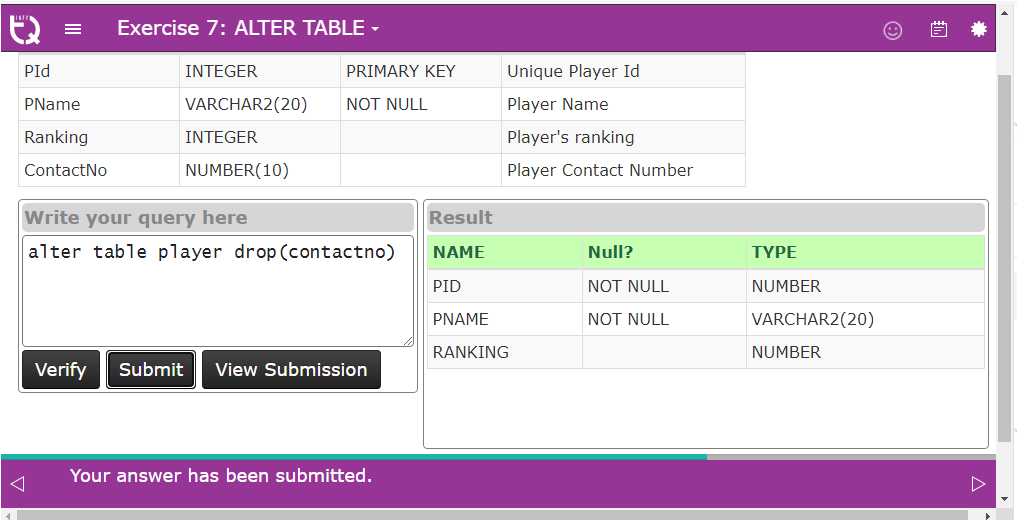 Exercise 7: ALTER TABLE
PId INTEGER PRIMARY KEY Unique Player Id
PName VARCHAR2(20) NOT NULL Player Name
Ranking INTEGER Player's ranking
ContactNo NUMBER(10) Player Contact Number
Write your query here
alter table player drop(contactno)
Verify Submit View Submission
Result
NAME Null? TYPE
PID NOT NULL NUMBER
PNAME NOT NULL VARCHAR2(20)
RANKING NUMBER
Your answer has been submitted.